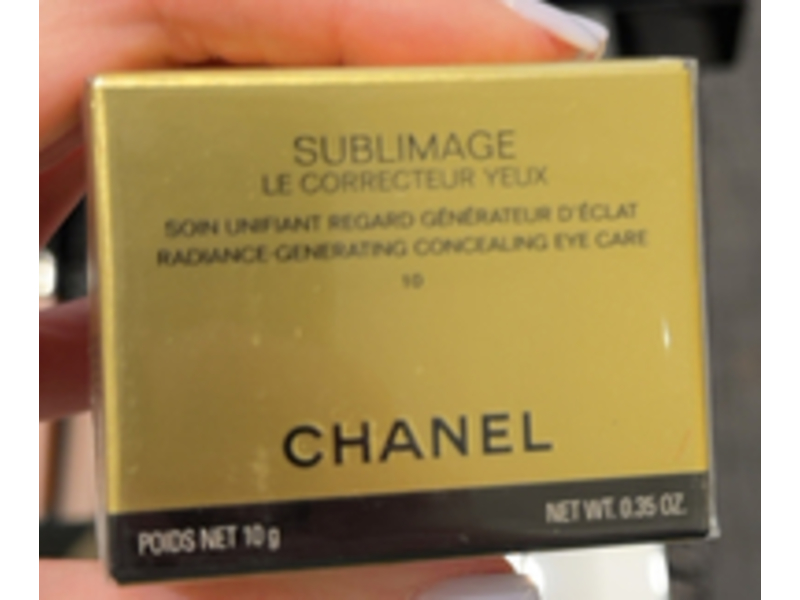 SUBLIMAGE
LE CORRECTEUR YEUX
SOIN UNIFIANT REGARD GÉNÉRATEUR D'ÉCLAT
RADIANCE-GENERATING CONCEALING EYE CARE
10
CHANEL
POIDS NET 10 g
NET WT. 0.35 OZ.